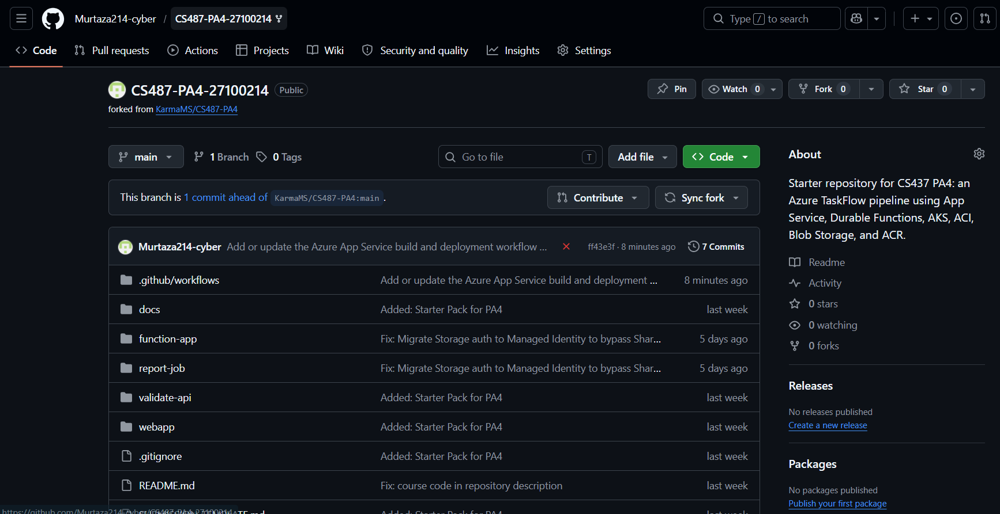 Murtaza214-cyber / CS487-PA4-27100214
Type / to search
Code Pull requests Actions Projects Wiki Security and quality Insights Settings
CS487-PA4-27100214 Public
forked from KarmaMS/CS487-PA4
Pin Watch 0 Fork 0 Star 0
main 1 Branch 0 Tags Go to file T Add file Code
This branch is 1 commit ahead of KarmaMS/CS487-PA4:main.
Contribute Sync fork
Murtaza214-cyber Add or update the Azure App Service build and deployment workflow ... ff43e3f · 8 minutes ago 7 Commits
.github/workflows Add or update the Azure App Service build and deployment ... 8 minutes ago
docs Added: Starter Pack for PA4 last week
function-app Fix: Migrate Storage auth to Managed Identity to bypass Shar... 5 days ago
report-job Fix: Migrate Storage auth to Managed Identity to bypass Shar... 5 days ago
validate-api Added: Starter Pack for PA4 last week
webapp Added: Starter Pack for PA4 last week
.gitignore Added: Starter Pack for PA4 last week
README.md Fix: course code in repository description last week
Added: Starter Pack for PA4 last week
https://github.com/Murtaza214-cyber/CS487-PA4-27100214
About
Starter repository for CS437 PA4: an
Azure TaskFlow pipeline using App
Service, Durable Functions, AKS, ACI,
Blob Storage, and ACR.
Readme
Activity
0 stars
0 watching
0 forks
Releases
No releases published
Create a new release
Packages
No packages published
Publish your first package